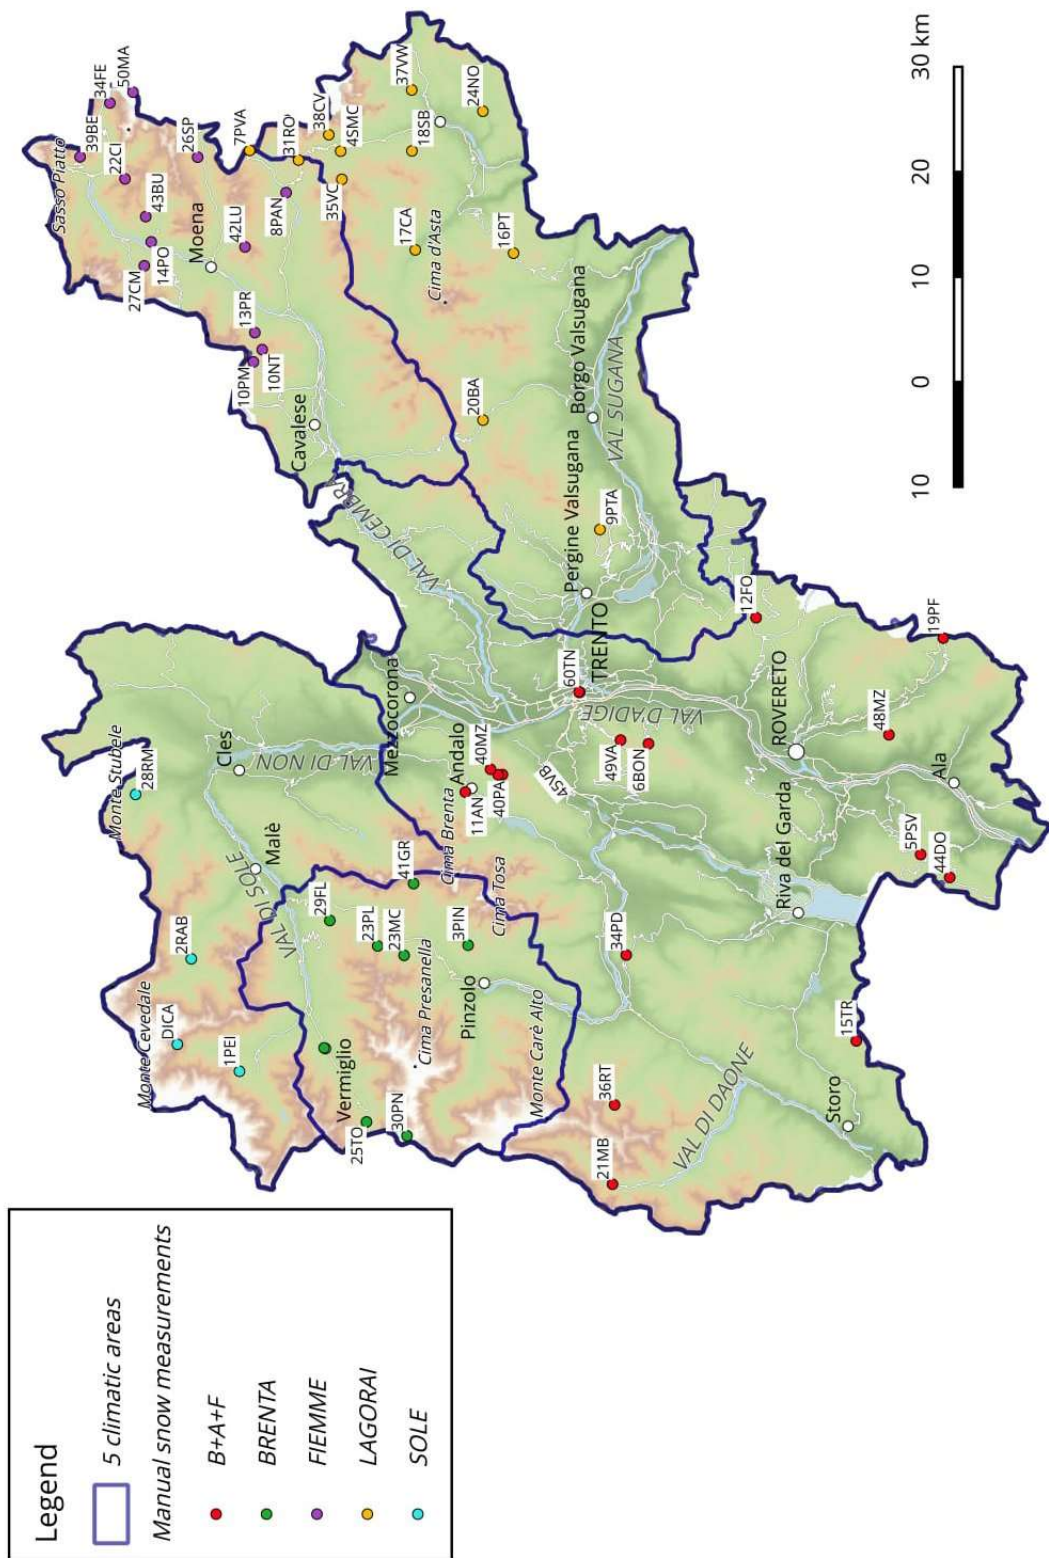 Legend
5 climatic areas
Manual snow measurements
B+A+F
BRENTA
FIEMME
LAGORAI
SOLE
Sasso Piatto
39BE
34FE
50MA
22CI
43BU
14PO
27CM
26SP
Moena
42LU
7PVA
31RO
8PAN
38CV
4SMC
35VC
13PR
10PM
10NT
Cavalese
37VW
18SB
24NO
17CA
Cima d'Asta
16PT
20BA
Borgo Valsugana
VAL SUGANA
Pergine Valsugana
9PTA
VAL DI CEMBRA
Monte Stubele
28RM
Cles
VAL DI NON
Mezzocorona
Malè
VAL DI SOLE
2RAB
Monte Cevedale
DICA
1PEI
29FL
41GR
23PL
23MC
3PIN
Cima Brenta
Cima Tosa
Andalo
11AN
40MZ
40PA
45VB
Vermiglio
Cima Presanella
Pinzolo
25TO
30PN
Monte Carè Alto
60TN
TRENTO
VAL D'ADIGE
49VA
6BON
12FO
19PF
ROVERETO
48MZ
Ala
Riva del Garda
5PSV
44DO
34PD
15TR
36RT
21MB
VAL DI DAONE
Storo
10 0 10 20 30 km